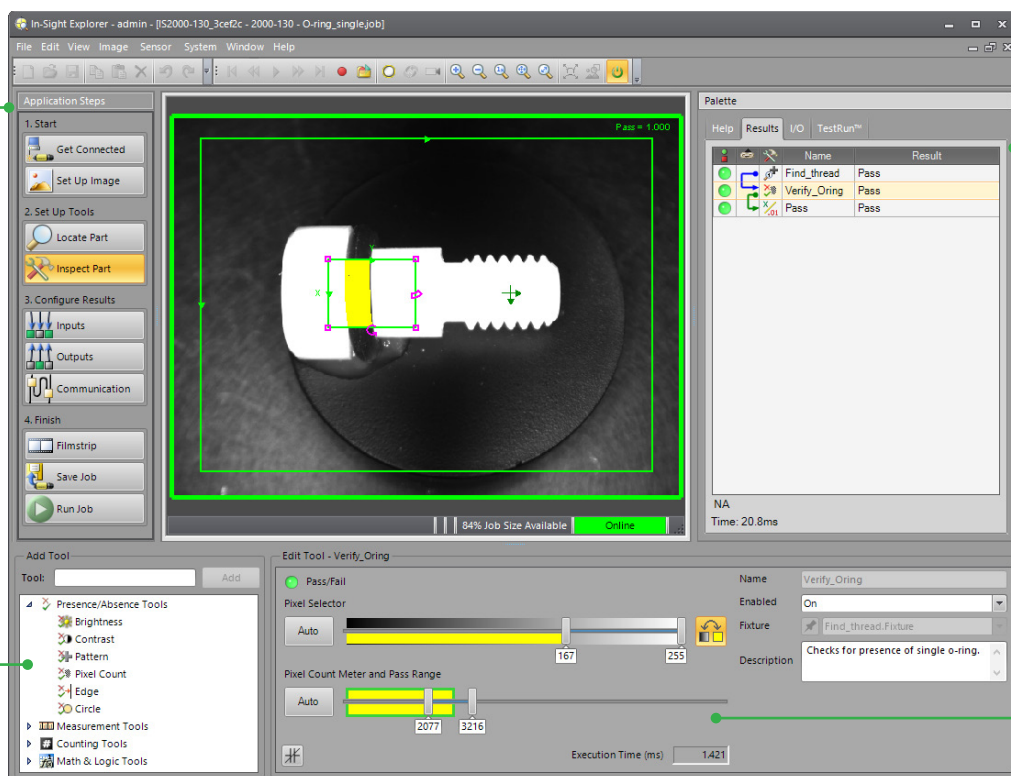 In-Sight Explorer - admin - [IS2000-130_3cef2c - 2000-130 - O-ring_single.job]
File Edit View Image Sensor System Window Help
Application Steps
1. Start
Get Connected
Set Up Image
2. Set Up Tools
Locate Part
Inspect Part
3. Configure Results
Inputs
Outputs
Communication
4. Finish
Filmstrip
Save Job
Run Job
Pass = 1.000
X
Y
84% Job Size Available
Online
Palette
Help Results I/O TestRun™
Name Result
Find_thread Pass
Verify_Oring Pass
Pass Pass
NA
Time: 20.8ms
Add Tool
Tool: Add
Presence/Absence Tools
Brightness
Contrast
Pattern
Pixel Count
Edge
Circle
Measurement Tools
Counting Tools
Math & Logic Tools
Edit Tool - Verify_Oring
Pass/Fail
Pixel Selector
Auto
167 255
Pixel Count Meter and Pass Range
Auto
2077 3216
Execution Time (ms) 1.421
Name Verify_Oring
Enabled On
Fixture Find_thread.Fixture
Description Checks for presence of single o-ring.